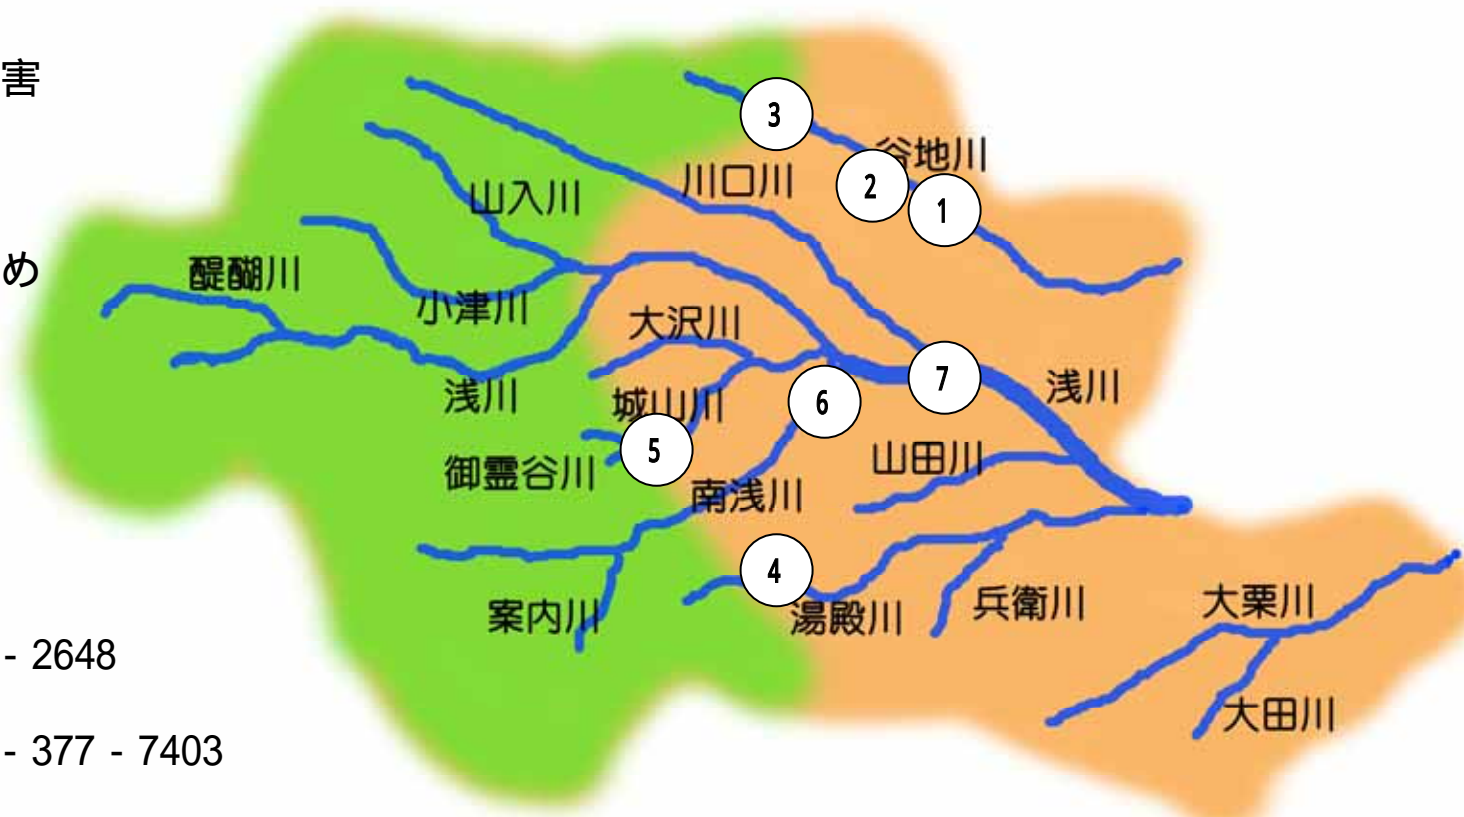 害
め
- 2648
- 377 - 7403
3
谷地川
2
1
川口川
山入川
醍醐川
小津川
大沢川
浅川
城山川
6
7
浅川
5
御霊谷川
山田川
南浅川
4
案内川
湯殿川
兵衛川
大栗川
大田川